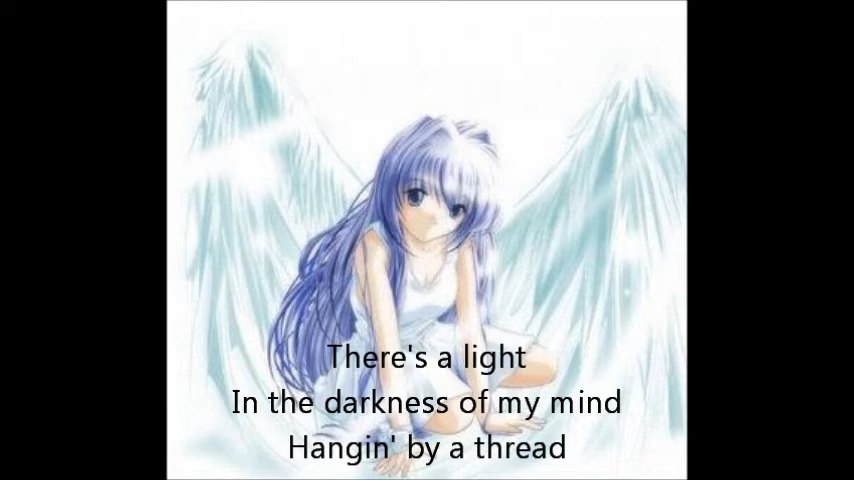 There's a light
In the darkness of my mind
Hangin' by a thread